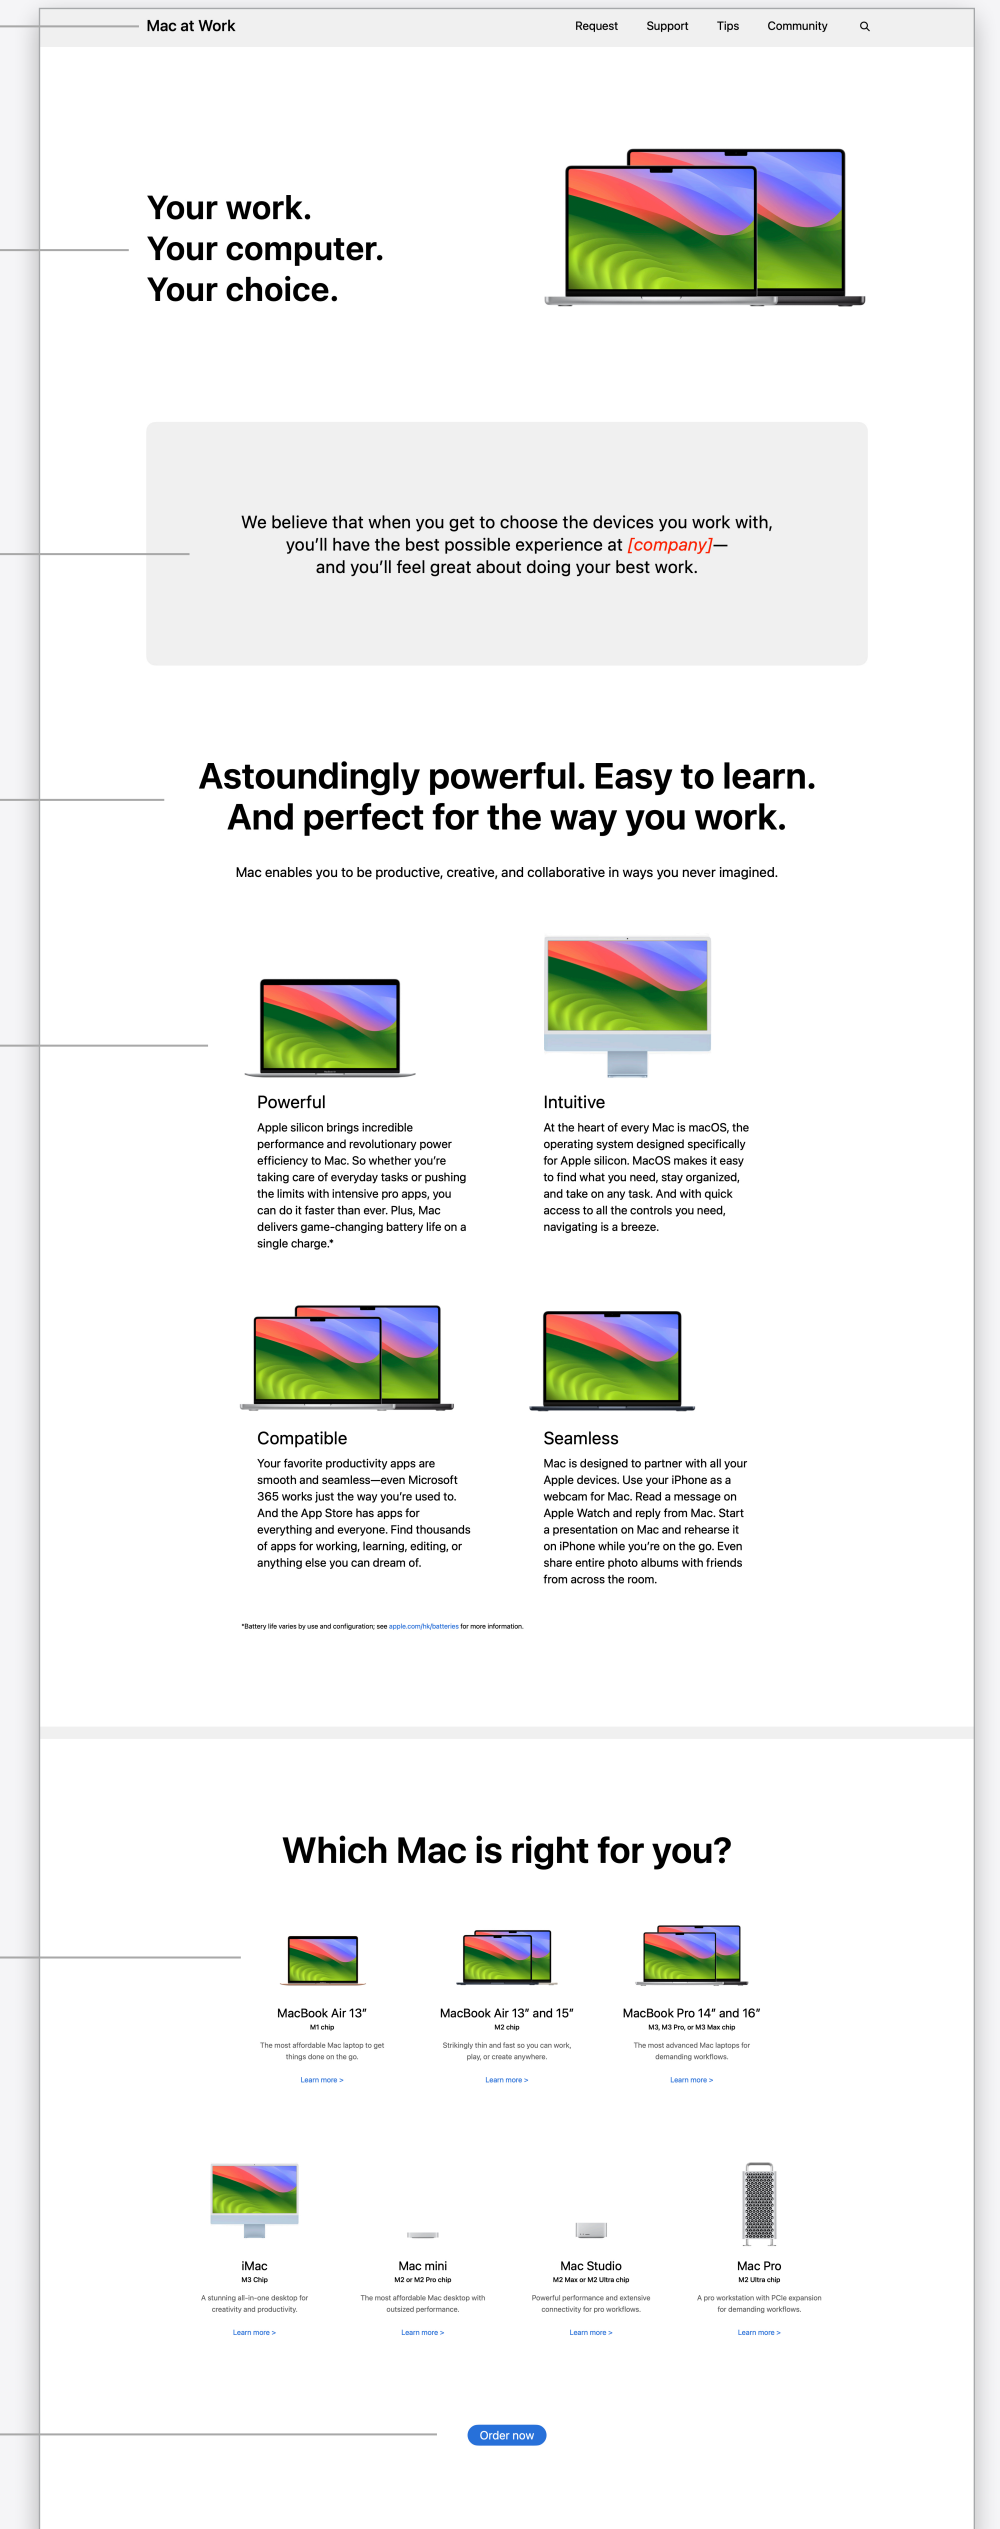 Mac at Work
Request Support Tips Community
Your work.
Your computer.
Your choice.
We believe that when you get to choose the devices you work with,
you’ll have the best possible experience at [company]—
and you’ll feel great about doing your best work.
Astoundingly powerful. Easy to learn.
And perfect for the way you work.
Mac enables you to be productive, creative, and collaborative in ways you never imagined.
Powerful
Apple silicon brings incredible
performance and revolutionary power
efficiency to Mac. So whether you’re
taking care of everyday tasks or pushing
the limits with intensive pro apps, you
can do it faster than ever. Plus, Mac
delivers game-changing battery life on a
single charge.*
Intuitive
At the heart of every Mac is macOS, the
operating system designed specifically
for Apple silicon. MacOS makes it easy
to find what you need, stay organized,
and take on any task. And with quick
access to all the controls you need,
navigating is a breeze.
Compatible
Your favorite productivity apps are
smooth and seamless—even Microsoft
365 works just the way you’re used to.
And the App Store has apps for
everything and everyone. Find thousands
of apps for working, learning, editing, or
anything else you can dream of.
Seamless
Mac is designed to partner with all your
Apple devices. Use your iPhone as a
webcam for Mac. Read a message on
Apple Watch and reply from Mac. Start
a presentation on Mac and rehearse it
on iPhone while you’re on the go. Even
share entire photo albums with friends
from across the room.
*Battery life varies by use and configuration; see apple.com/hk/batteries for more information.
Which Mac is right for you?
MacBook Air 13”
M1 chip
The most affordable Mac laptop to get
things done on the go.
Learn more >
MacBook Air 13” and 15”
M2 chip
Strikingly thin and fast so you can work,
play, or create anywhere.
Learn more >
MacBook Pro 14” and 16”
M3, M3 Pro, or M3 Max chip
The most advanced Mac laptops for
demanding workflows.
Learn more >
iMac
M3 Chip
A stunning all-in-one desktop for
creativity and productivity.
Learn more >
Mac mini
M2 or M2 Pro chip
The most affordable Mac desktop with
outsized performance.
Learn more >
Mac Studio
M2 Max or M2 Ultra chip
Powerful performance and extensive
connectivity for pro workflows.
Learn more >
Mac Pro
M2 Ultra chip
A pro workstation with PCIe expansion
for demanding workflows.
Learn more >
Order now